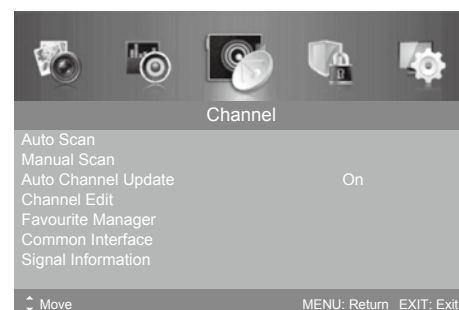 Channel
Auto Scan
Manual Scan
Auto Channel Update On
Channel Edit
Favourite Manager
Common Interface
Signal Information
Move MENU: Return EXIT: Exit